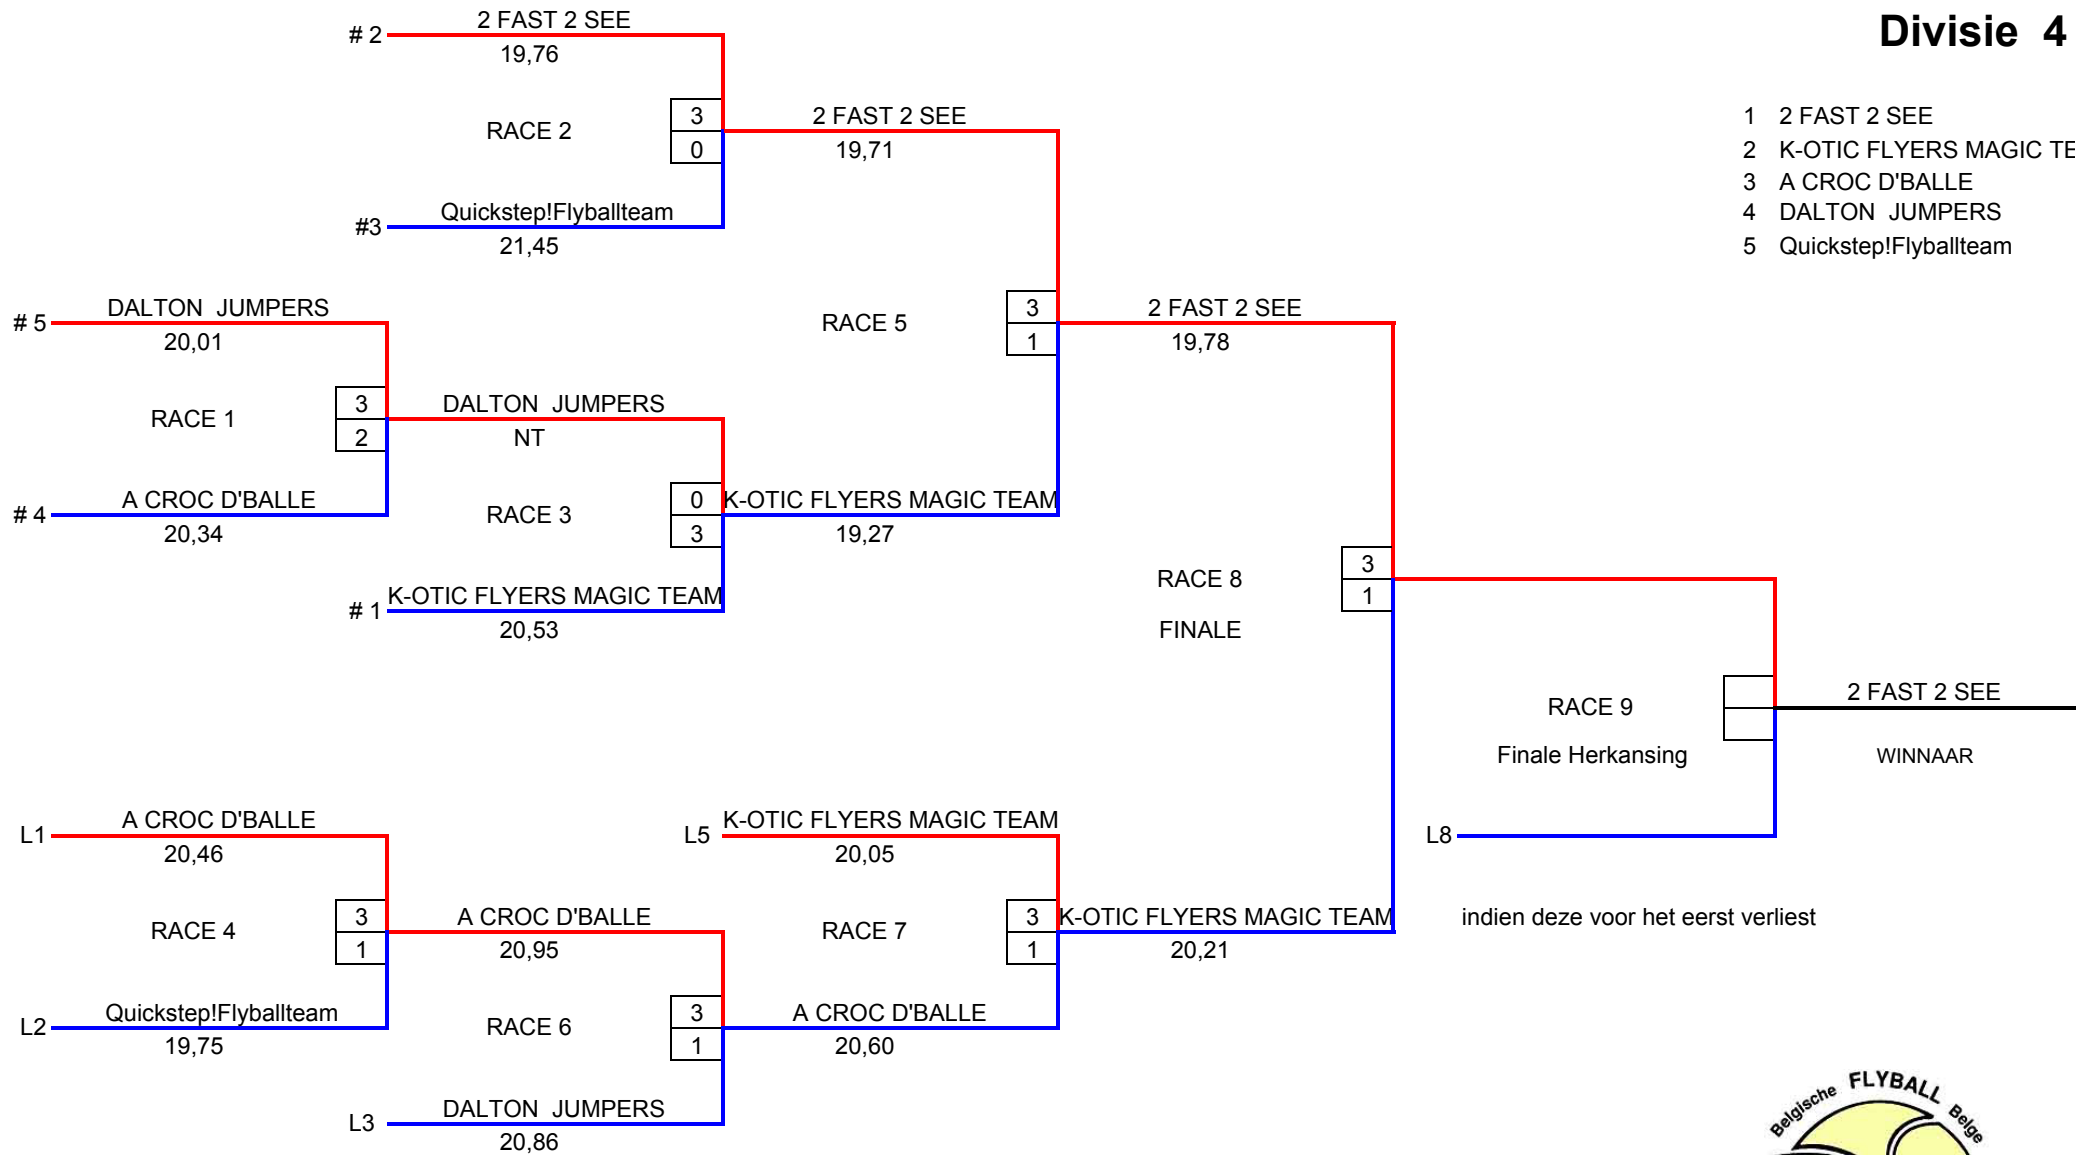 Divisie 4
1 2 FAST 2 SEE
2 K-OTIC FLYERS MAGIC TE
3 A CROC D'BALLE
4 DALTON JUMPERS
5 Quickstep!Flyballteam
# 2 2 FAST 2 SEE
19,76
RACE 2 3
0
#3 Quickstep!Flyballteam
21,45
2 FAST 2 SEE
19,71
# 5 DALTON JUMPERS
20,01
RACE 1 3
2
# 4 A CROC D'BALLE
20,34
DALTON JUMPERS
NT
RACE 3 0
3
# 1 K-OTIC FLYERS MAGIC TEAM
20,53
K-OTIC FLYERS MAGIC TEAM
19,27
RACE 5 3
1
2 FAST 2 SEE
19,78
RACE 8 3
1
FINALE
RACE 9
Finale Herkansing
2 FAST 2 SEE
WINNAAR
L8
indien deze voor het eerst verliest
L1 A CROC D'BALLE
20,46
RACE 4 3
1
L2 Quickstep!Flyballteam
19,75
A CROC D'BALLE
20,95
RACE 6 3
1
L3 DALTON JUMPERS
20,86
L5 K-OTIC FLYERS MAGIC TEAM
20,05
RACE 7 3
1
A CROC D'BALLE
20,60
K-OTIC FLYERS MAGIC TEAM
20,21
Belgische FLYBALL Belge